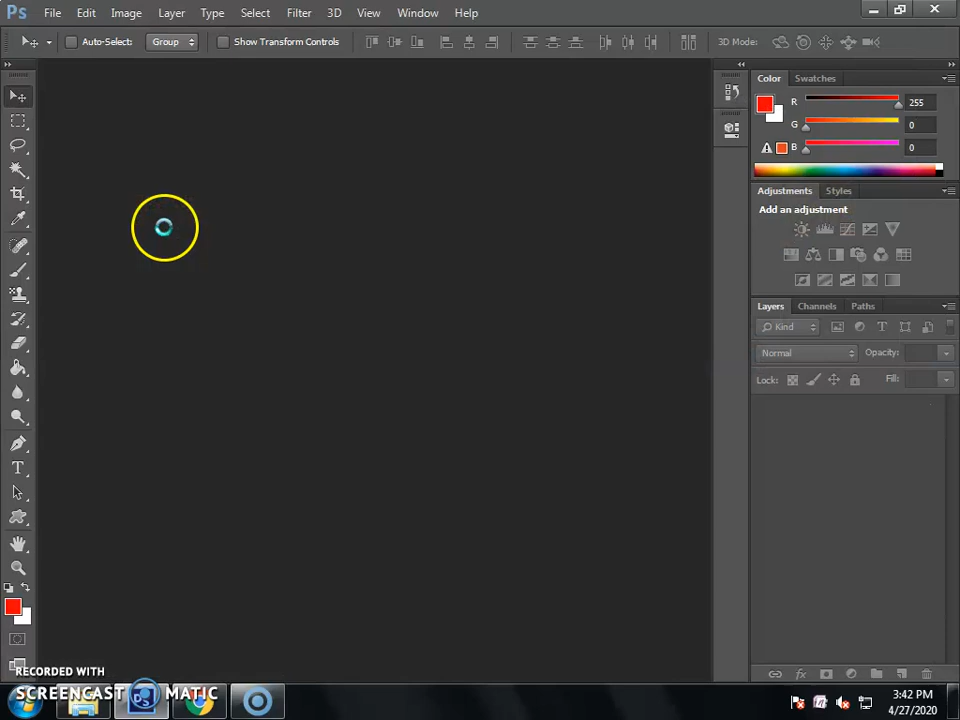 Ps File Edit Image Layer Type Select Filter 3D View Window Help
Auto-Select: Group Show Transform Controls 3D Mode:
Color Swatches
R 255
G 0
B 0
Adjustments Styles
Add an adjustment
Layers Channels Paths
Kind T
Normal Opacity:
Lock: Fill:
T
RECORDED WITH
SCREENCAST MATIC
Ps
3:42 PM
4/27/2020